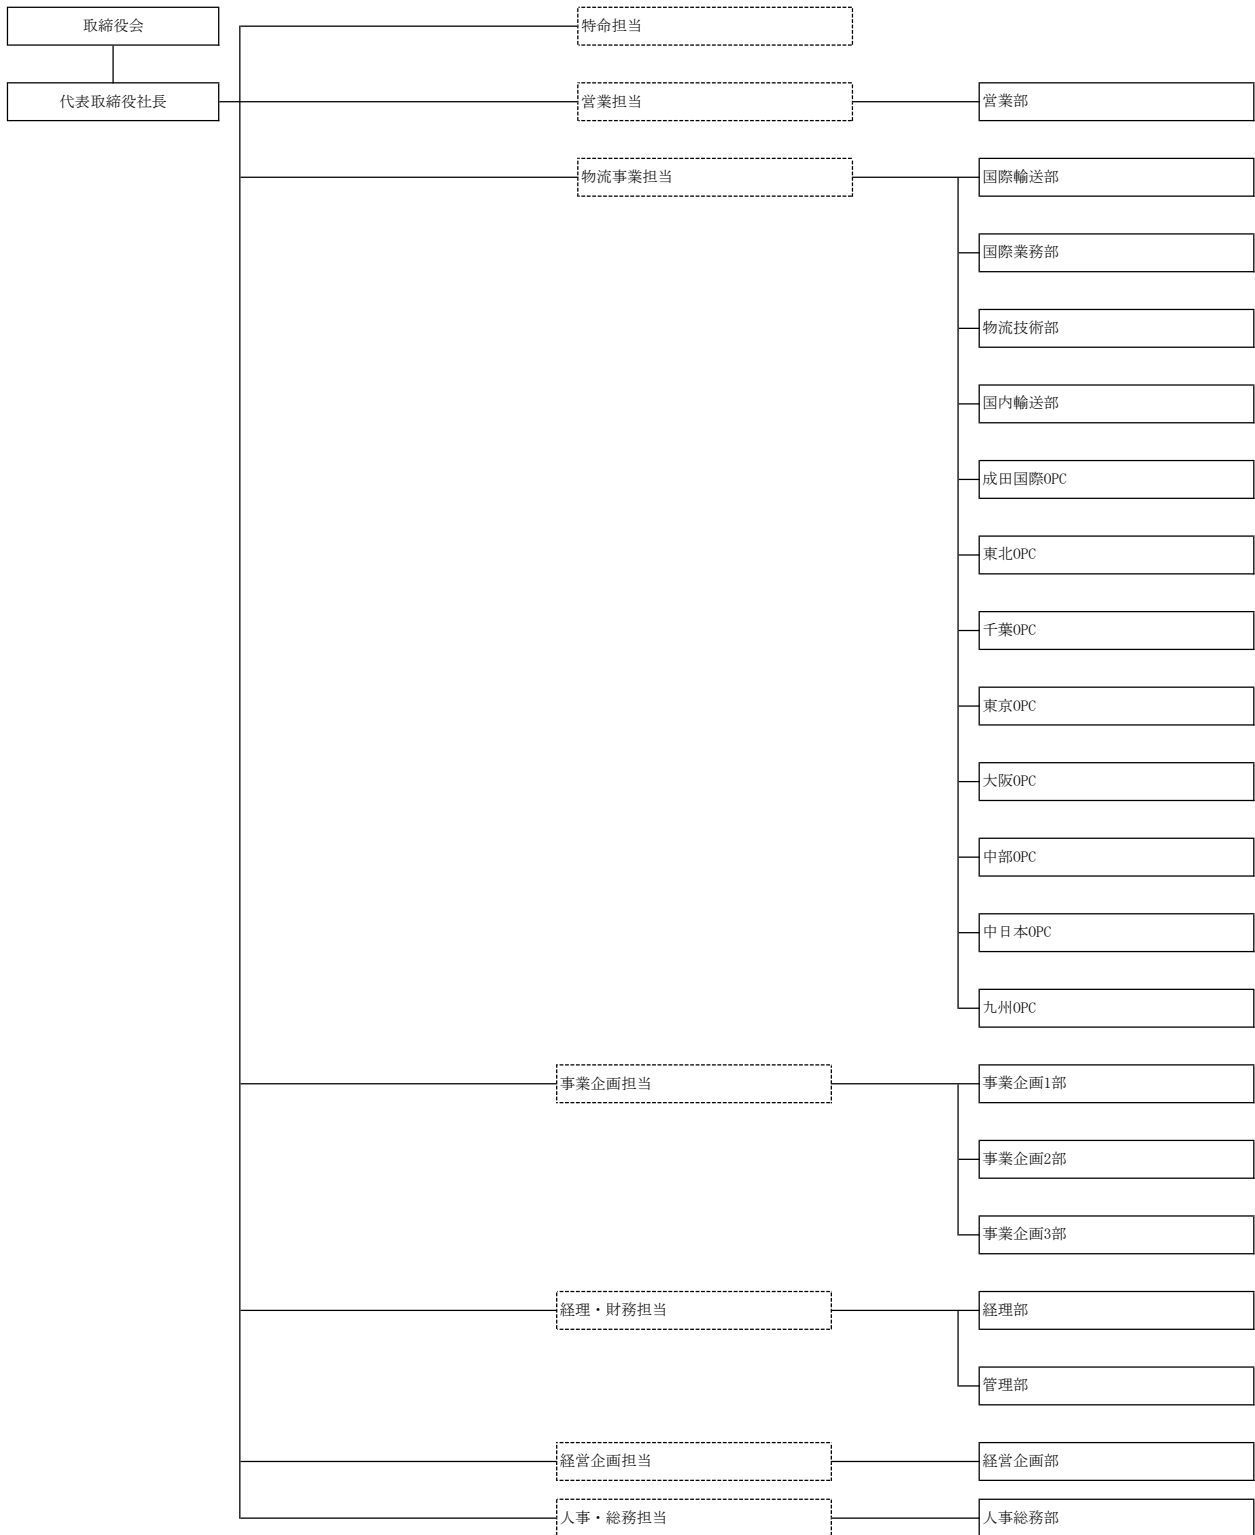 取締役会
代表取締役社長
特命担当
営業担当
営業部
物流事業担当
国際輸送部
国際業務部
物流技術部
国内輸送部
成田国際OPC
東北OPC
千葉OPC
東京OPC
大阪OPC
中部OPC
中日本OPC
九州OPC
事業企画担当
事業企画1部
事業企画2部
事業企画3部
経理・財務担当
経理部
管理部
経営企画担当
経営企画部
人事・総務担当
人事総務部